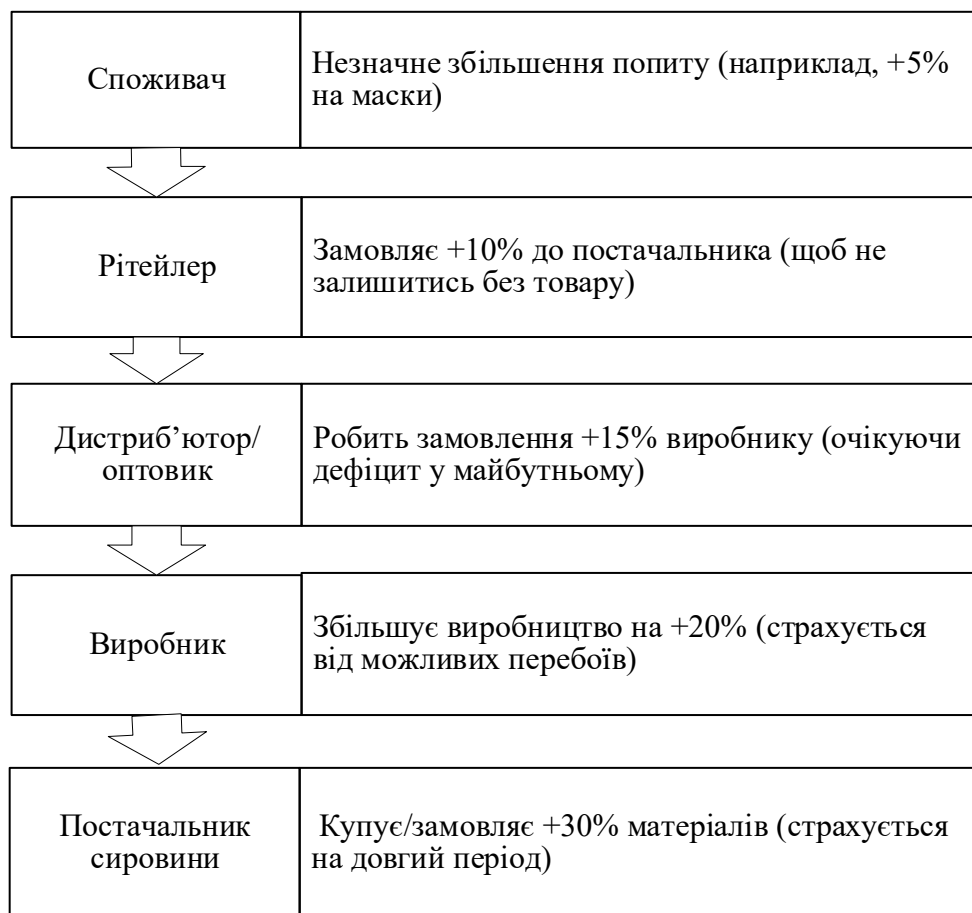 Споживач
Незначне збільшення попиту (наприклад, +5%
на маски)
Рітейлер
Замовляє +10% до постачальника (щоб не
залишитись без товару)
Дистриб’ютор/
оптовик
Робить замовлення +15% виробнику (очікуючи
дефіцит у майбутньому)
Виробник
Збільшує виробництво на +20% (страхується
від можливих перебоїв)
Постачальник
сировини
Купує/замовляє +30% матеріалів (страхується
на довгий період)